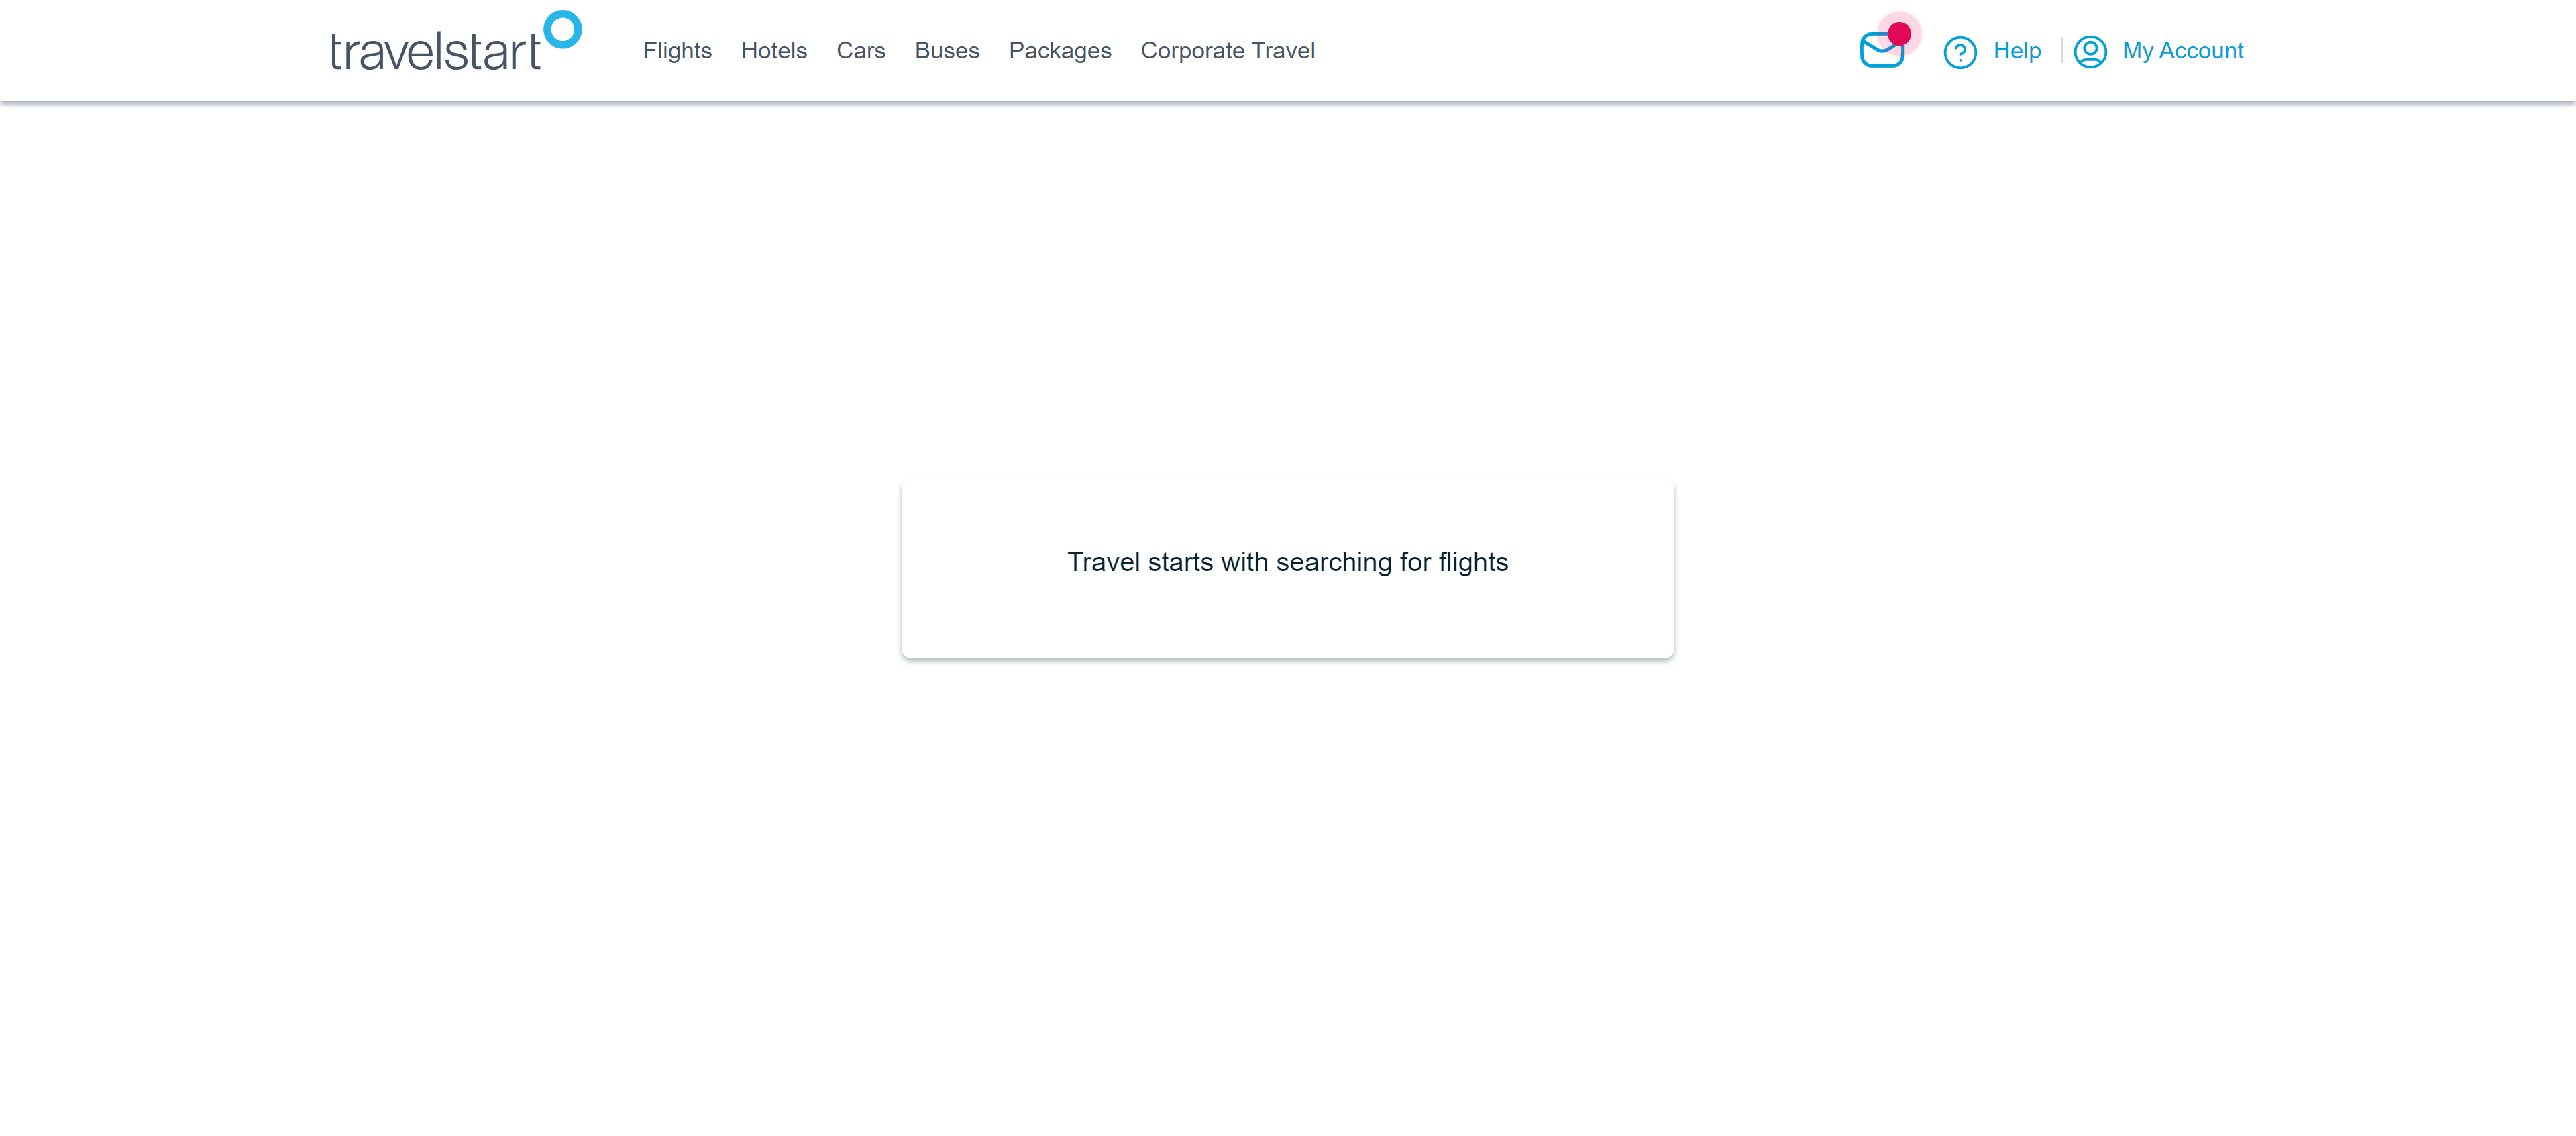 travelstart
Flights Hotels Cars Buses Packages Corporate Travel
Help My Account
Travel starts with searching for flights